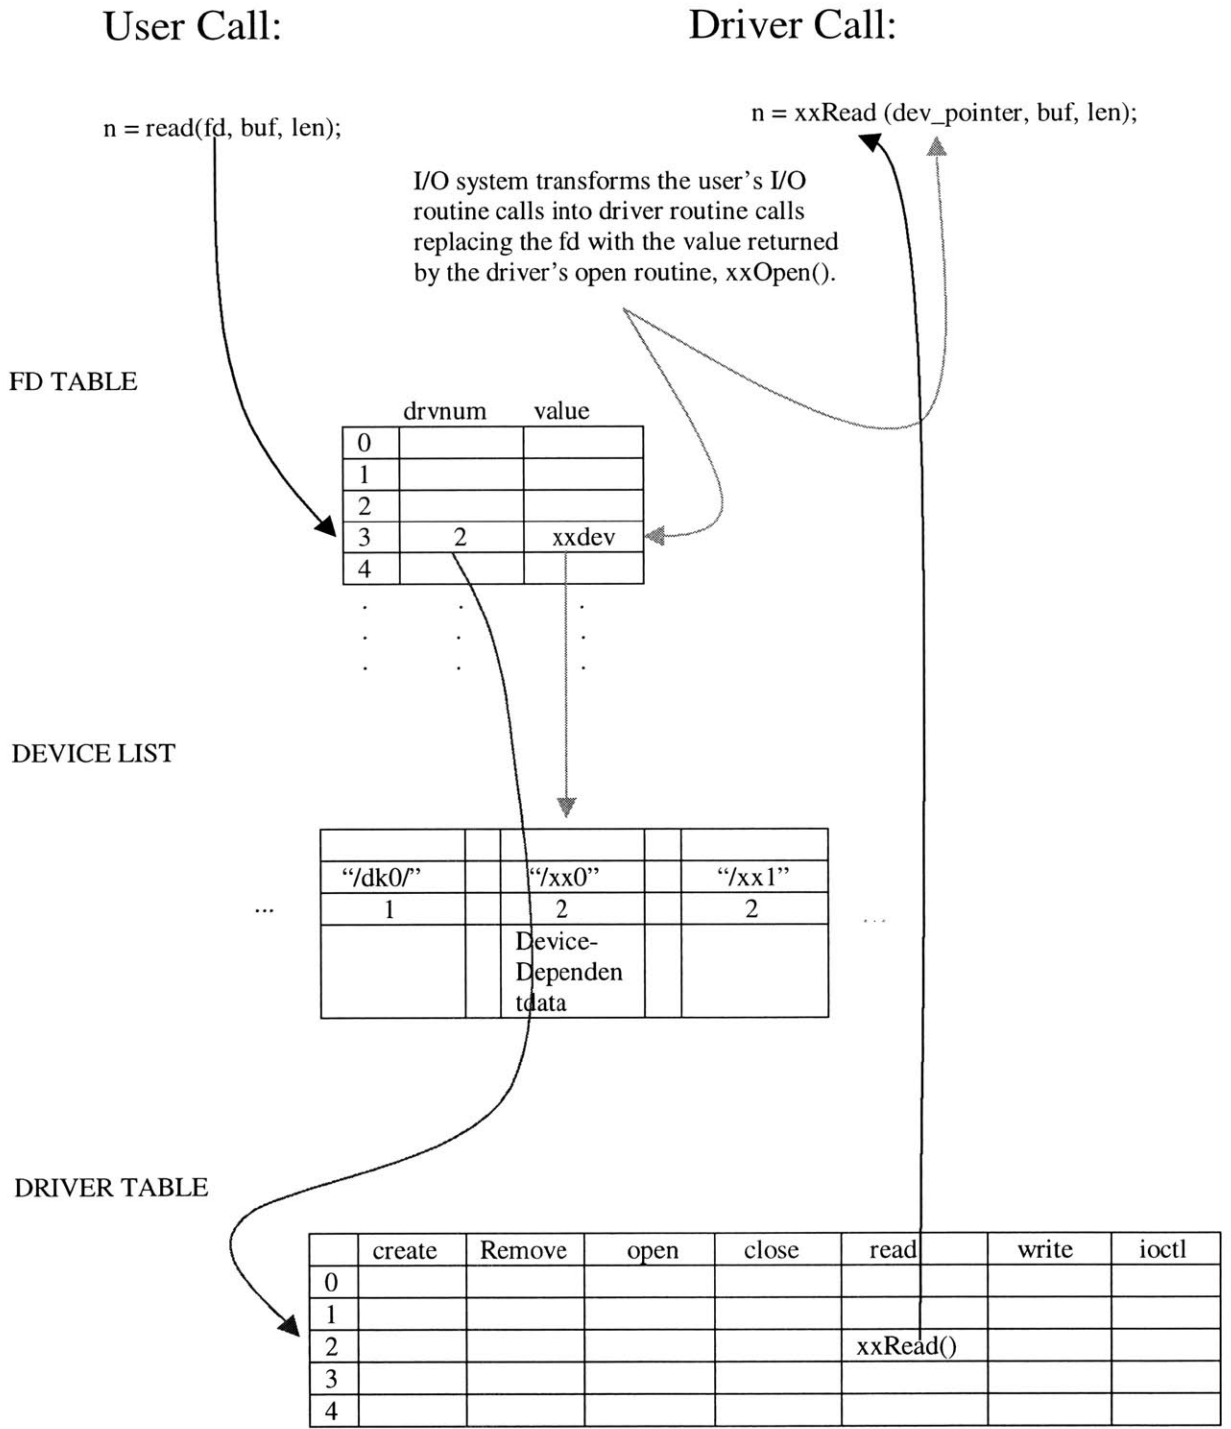 User Call:
Driver Call:
n = read(fd, buf, len);
n = xxRead (dev_pointer, buf, len);
I/O system transforms the user’s I/O
routine calls into driver routine calls
replacing the fd with the value returned
by the driver’s open routine, xxOpen().
FD TABLE
drvnum value
0
1
2
3 2 xxdev
4
. . .
. . .
. . .
DEVICE LIST
“/dk0/” “/xx0” “/xx1”
... 1 2 2 ...
Device-
Dependen
tdata
DRIVER TABLE
create Remove open close read write ioctl
0
1
2 xxRead()
3
4